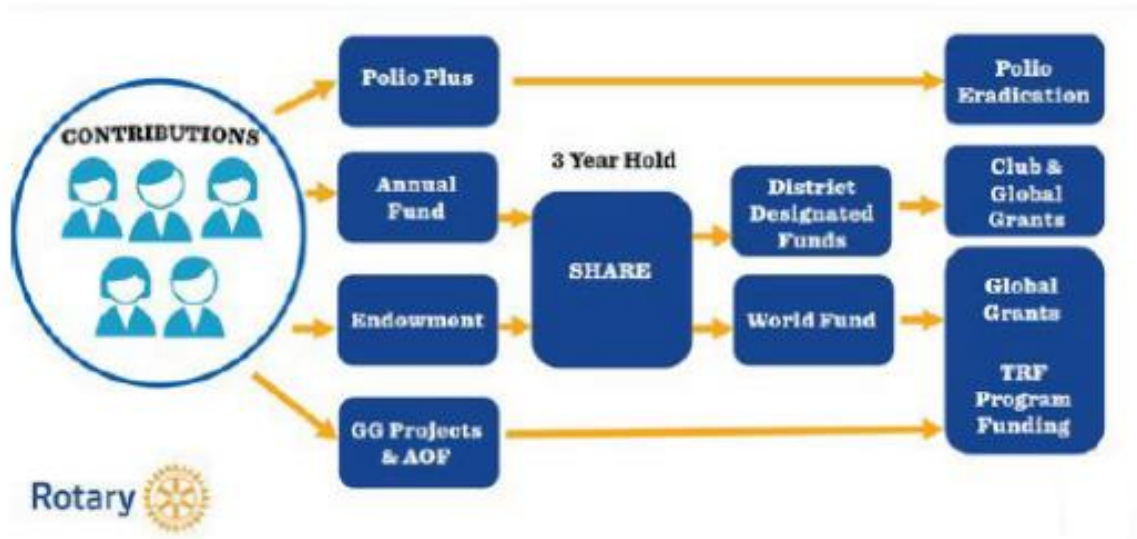 CONTRIBUTIONS
Polio Plus
Polio
Eradication
3 Year Hold
Annual
Fund
SHARE
District
Designated
Funds
Club &
Global
Grants
Endowment
World Fund
Global
Grants
TRF
Program
Funding
GG Projects
& AOF
Rotary